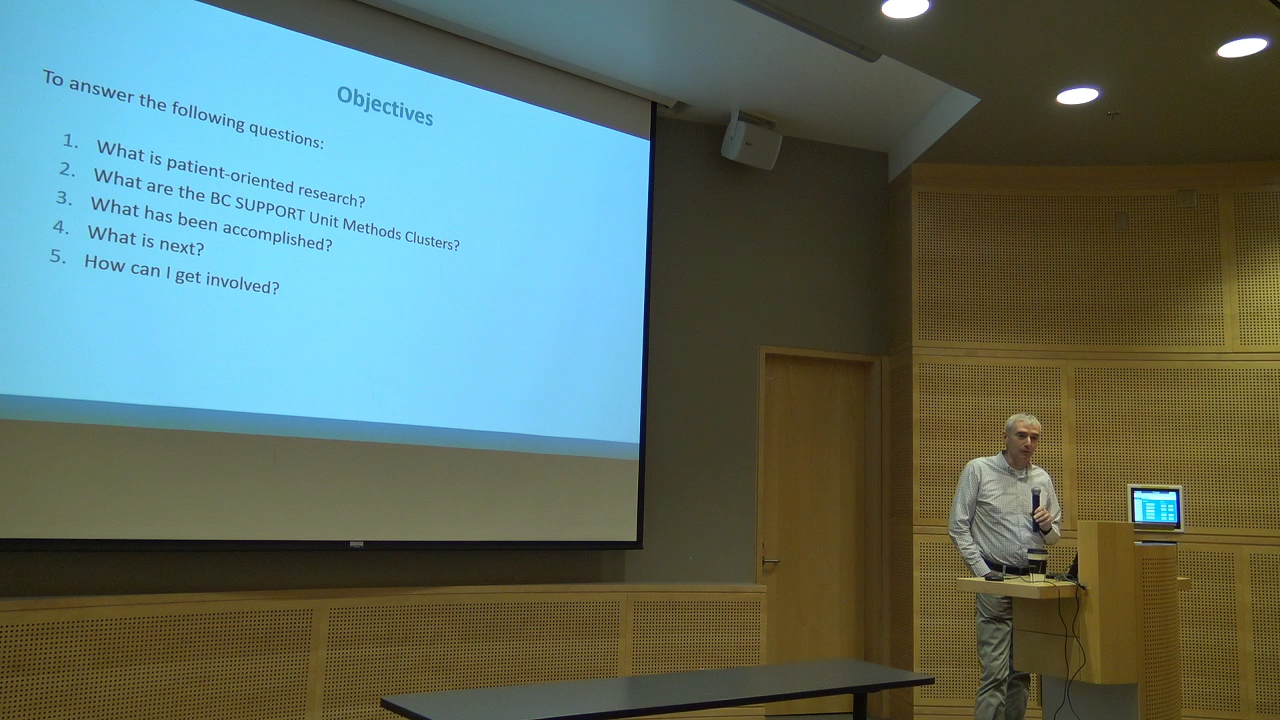 Objectives
To answer the following questions:
1. What is patient-oriented research?
2. What are the BC SUPPORT Unit Methods Clusters?
3. What has been accomplished?
4. What is next?
5. How can I get involved?